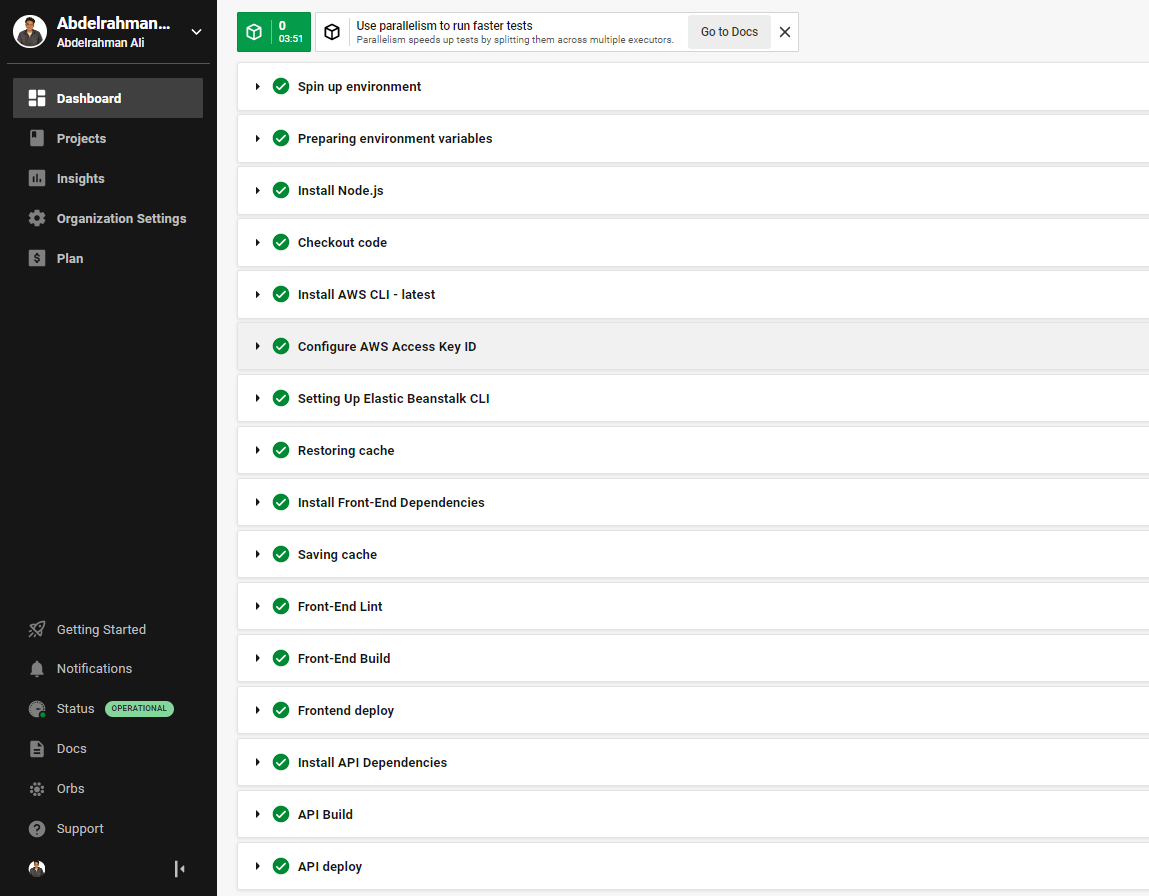 Abdelrahman...
Abdelrahman Ali
Dashboard
Projects
Insights
Organization Settings
Plan
Getting Started
Notifications
Status OPERATIONAL
Docs
Orbs
Support
0
03:51
Use parallelism to run faster tests
Parallelism speeds up tests by splitting them across multiple executors.
Go to Docs
Spin up environment
Preparing environment variables
Install Node.js
Checkout code
Install AWS CLI - latest
Configure AWS Access Key ID
Setting Up Elastic Beanstalk CLI
Restoring cache
Install Front-End Dependencies
Saving cache
Front-End Lint
Front-End Build
Frontend deploy
Install API Dependencies
API Build
API deploy